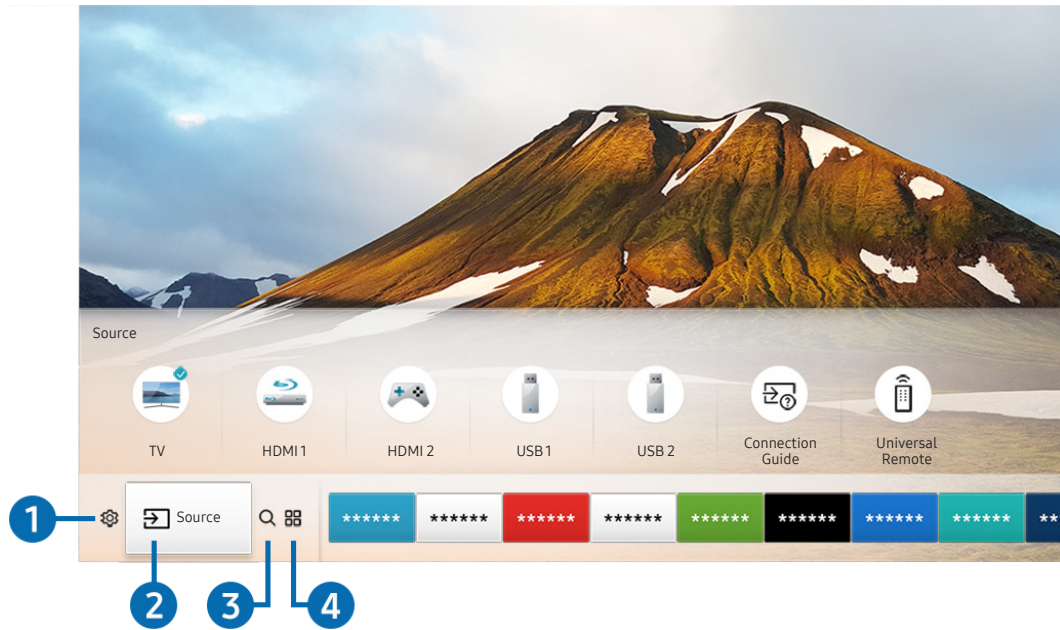 Source
TV
HDMI 1
HDMI 2
USB 1
USB 2
Connection
Guide
Universal
Remote
1
Source
****** ****** ****** ****** ****** ****** ****** ****** **
2
3
4